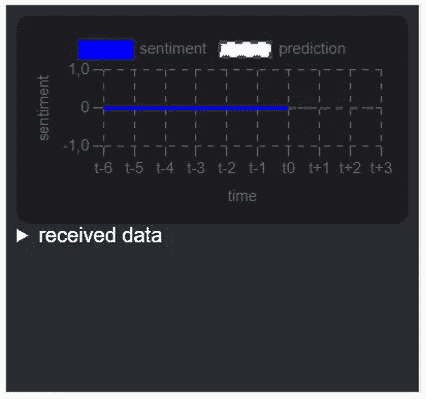 sentiment prediction
1,0
sentiment
0
-1,0
t-6 t-5 t-4 t-3 t-2 t-1 t0 t+1 t+2 t+3
time
▶ received data